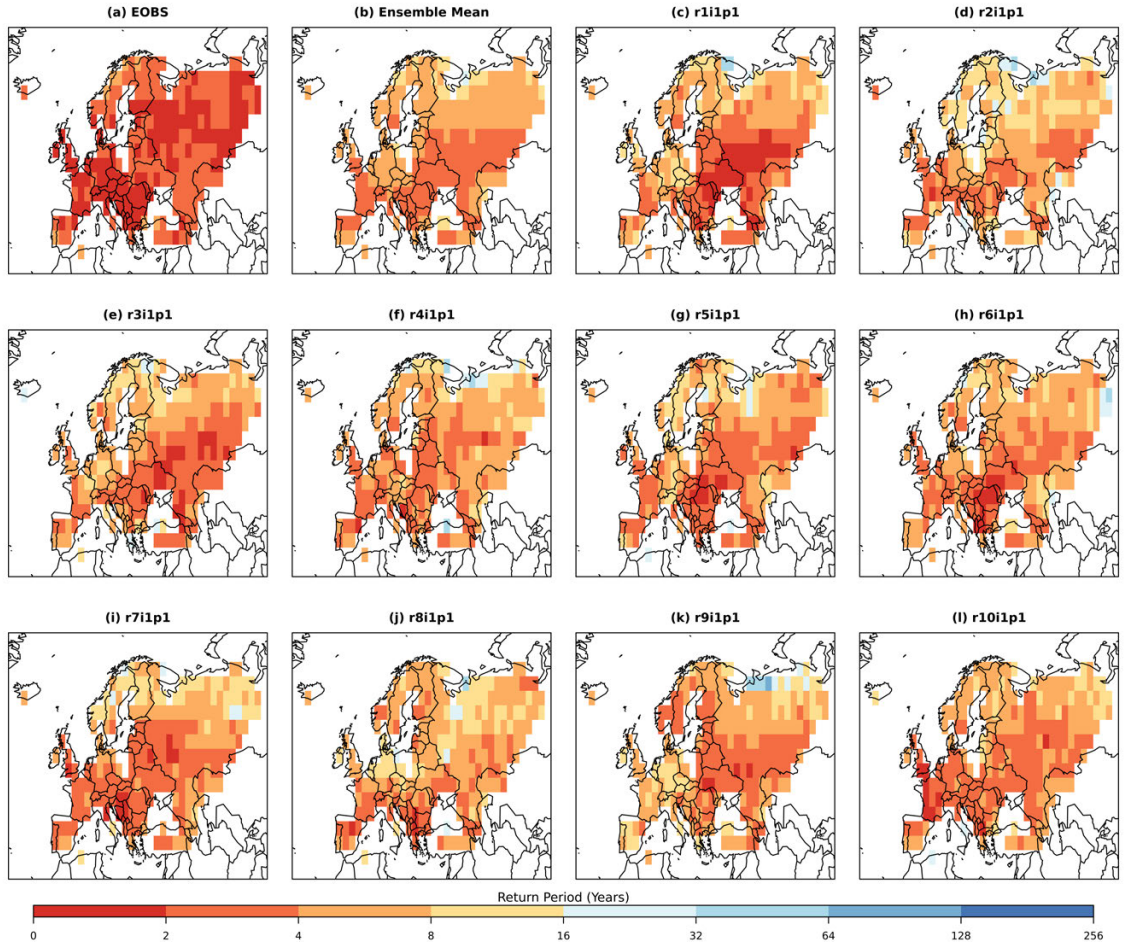 (a) EOBS
(b) Ensemble Mean
(c) r1i1p1
(d) r2i1p1
(e) r3i1p1
(f) r4i1p1
(g) r5i1p1
(h) r6i1p1
(i) r7i1p1
(j) r8i1p1
(k) r9i1p1
(l) r10i1p1
Return Period (Years)
0 2 4 8 16 32 64 128 256